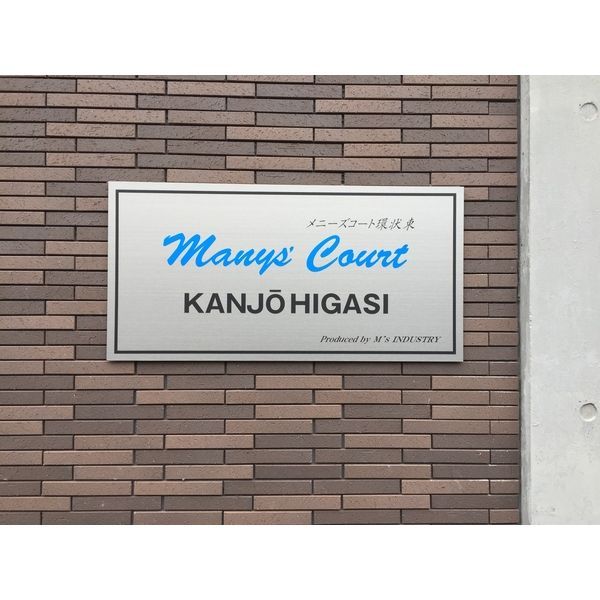 メニーズコート環状東
Manys' Court
KANJŌ HIGASI
Produced by M's INDUSTRY